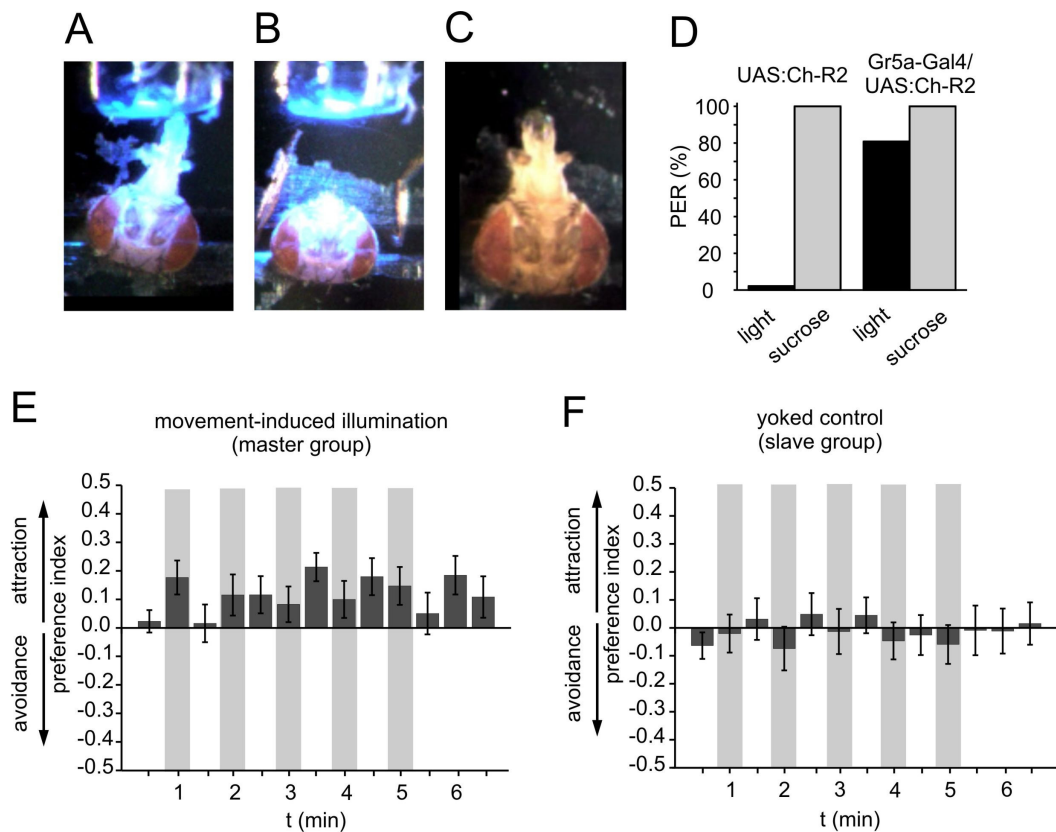 A
B
C
D
UAS:Ch-R2
Gr5a-Gal4/
UAS:Ch-R2
PER (%)
100
80
60
40
20
0
light
sucrose
light
sucrose
E
movement-induced illumination
(master group)
attraction
avoidance
preference index
0.5
0.4
0.3
0.2
0.1
0.0
-0.1
-0.2
-0.3
-0.4
-0.5
1 2 3 4 5 6
t (min)
F
yoked control
(slave group)
attraction
avoidance
preference index
0.5
0.4
0.3
0.2
0.1
0.0
-0.1
-0.2
-0.3
-0.4
-0.5
1 2 3 4 5 6
t (min)